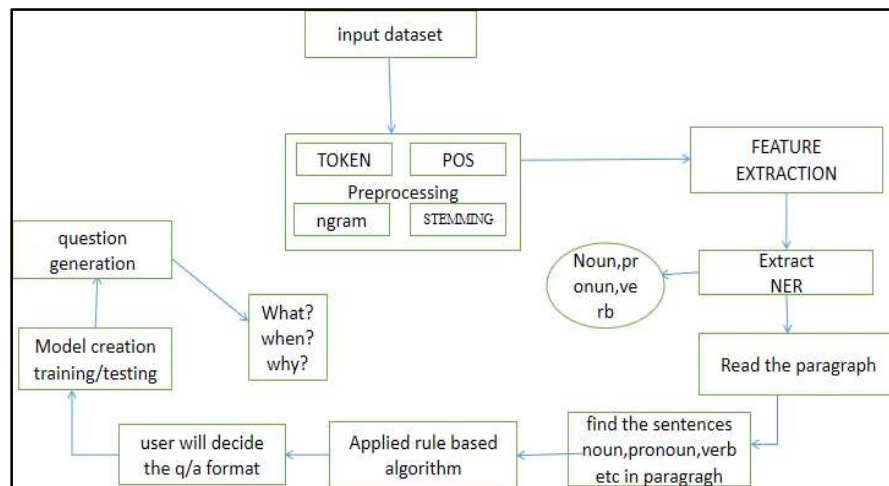 input dataset
TOKEN
POS
Preprocessing
ngram
STEMMING
FEATURE
EXTRACTION
Extract
NER
Noun,pr
onun,ve
rb
Read the paragraph
find the sentences
noun,pronoun,verb
etc in paragragh
Applied rule based
algorithm
user will decide
the q/a format
Model creation
training/testing
question
generation
What?
when?
why?